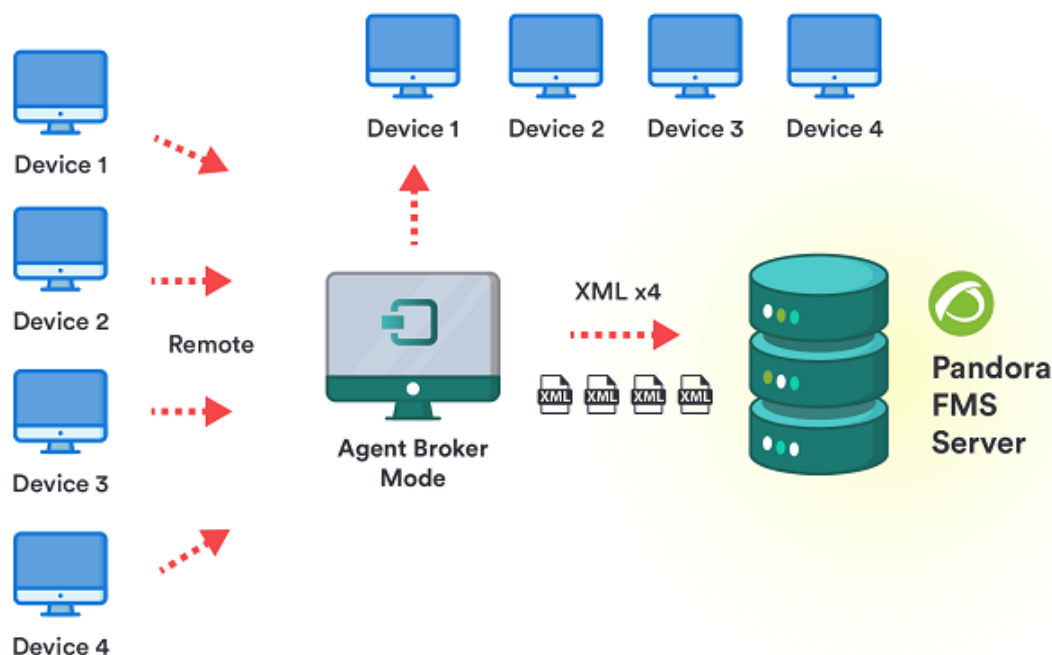 Device 1
Device 2
Device 3
Device 4
Device 1
Device 2
Remote
Device 3
Device 4
Agent Broker
Mode
XML x4
XML
XML
XML
XML
Pandora
FMS
Server